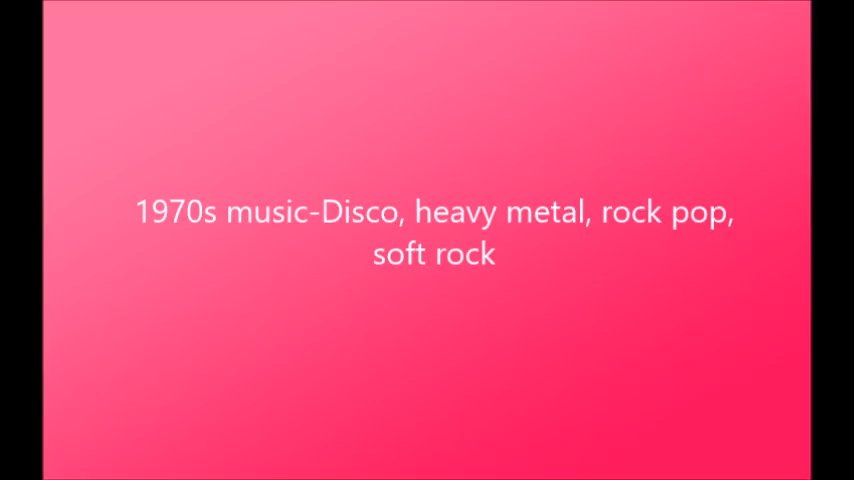 1970s music-Disco, heavy metal, rock pop,
soft rock